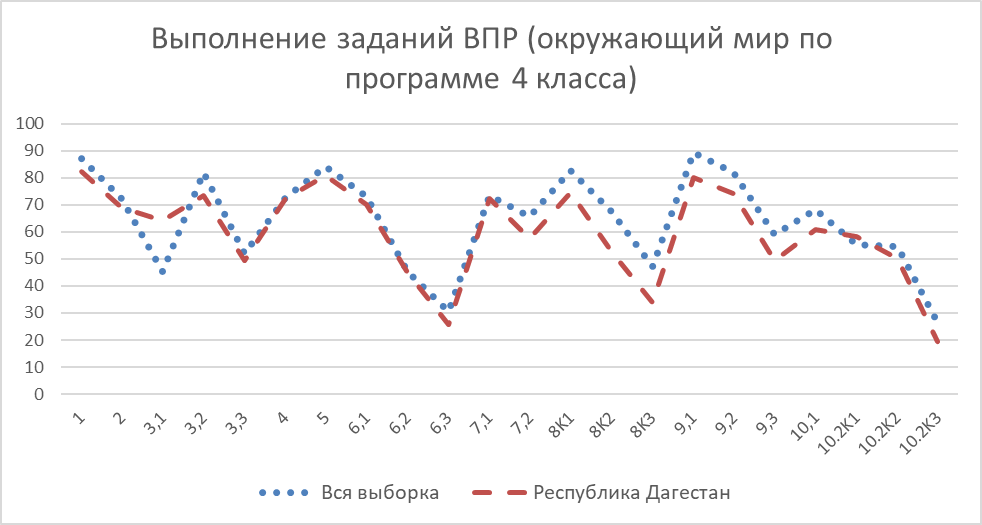 Выполнение заданий ВПР (окружающий мир по
программе 4 класса)
100
90
80
70
60
50
40
30
20
10
0
1
2
3,1
3,2
3,3
4
5
6,1
6,2
6,3
7,1
7,2
8К1
8К2
8К3
9,1
9,2
9,3
10,1
10.2К1
10.2К2
10.2К3
Вся выборка
Республика Дагестан